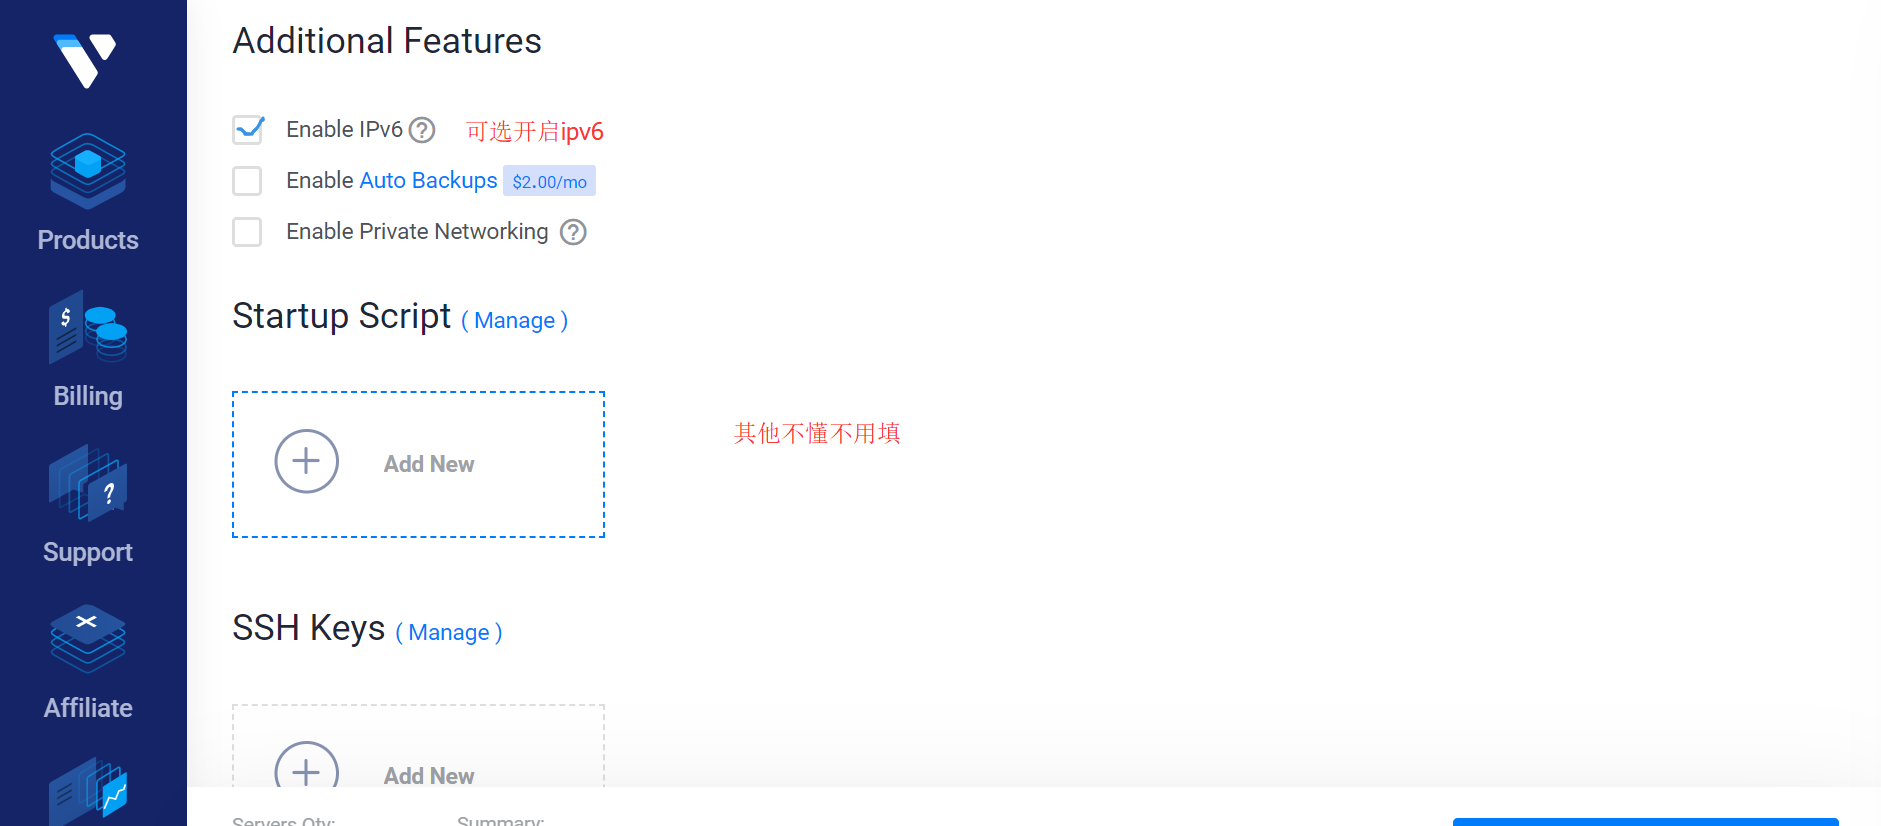 Additional Features
Enable IPv6 ? 可选开启ipv6
Enable Auto Backups $2.00/mo
Enable Private Networking ?
Startup Script ( Manage )
Add New
其他不懂不用填
SSH Keys ( Manage )
Add New
Servers Qty:
Summary:
Products
$
Billing
?
Support
Affiliate